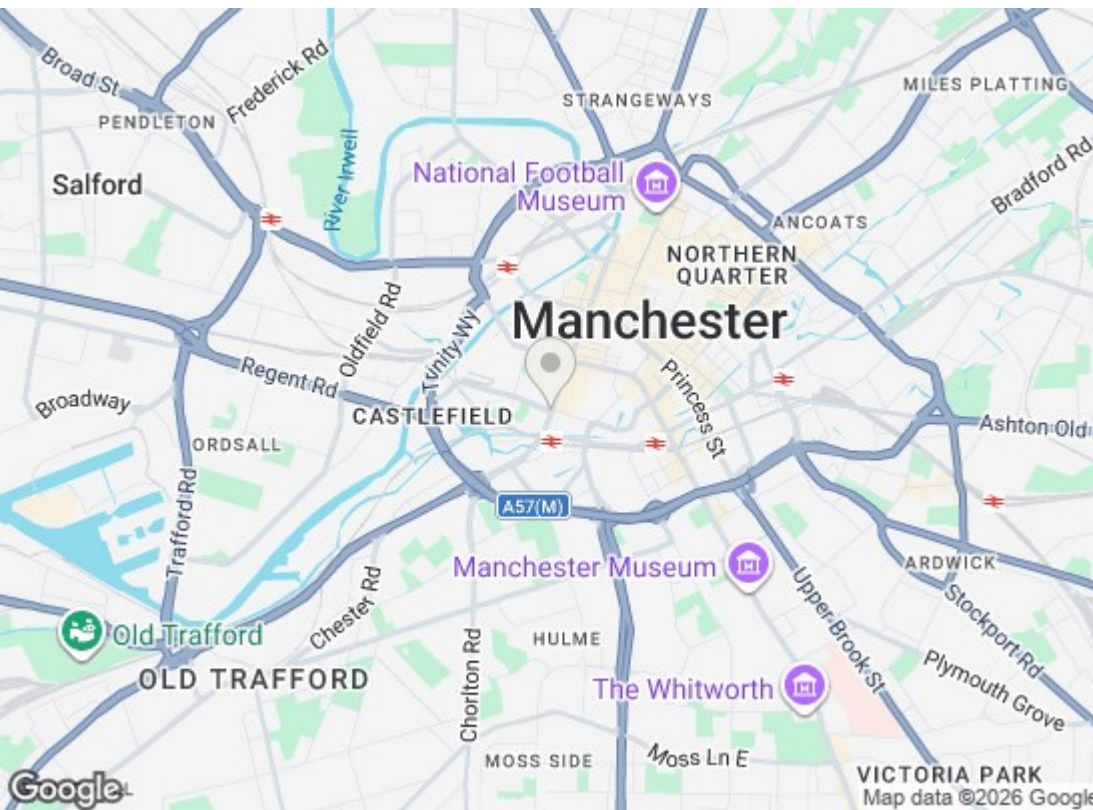 Broad St
Frederick Rd
STRANGEWAYS
MILES PLATTING
PENDLETON
River Irwell
National Football
Museum
Bradford Rd
Salford
ANCOATS
NORTHERN
QUARTER
Manchester
Oldfield Rd
Trinity Wy
Princess St
Regent Rd
Broadway
CASTLEFIELD
Ashton Old
ORDSALL
Trafford Rd
A57(M)
Manchester Museum
ARDWICK
Chester Rd
Upper Brook St
Stockport Rd
Old Trafford
HULME
OLD TRAFFORD
Chorlton Rd
The Whitworth
Plymouth Grove
MOSS SIDE
Moss Ln E
VICTORIA PARK
Google
Map data ©2026 Google